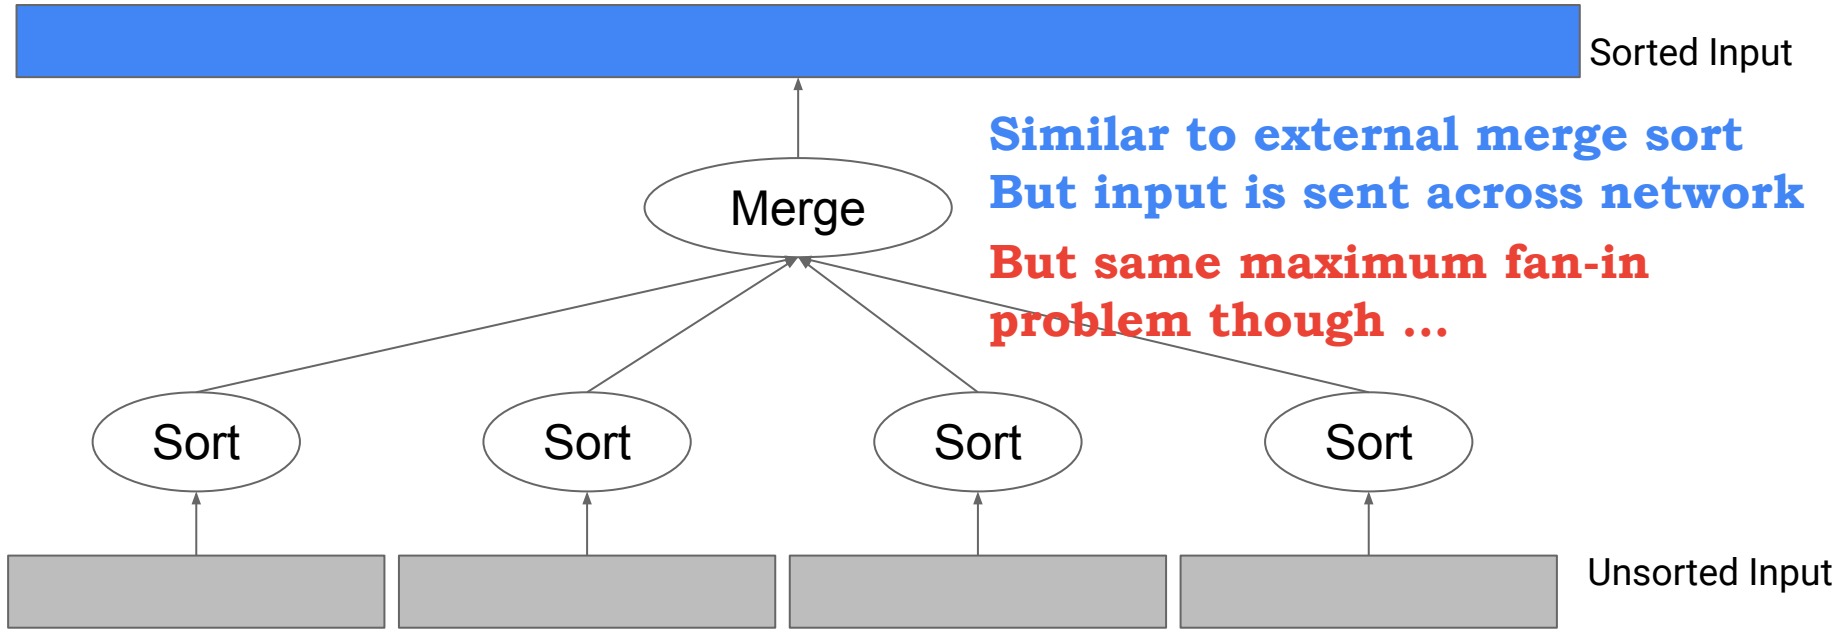 Sorted Input
Similar to external merge sort
But input is sent across network
Merge
But same maximum fan-in
problem though ...
Sort
Sort
Sort
Sort
Unsorted Input